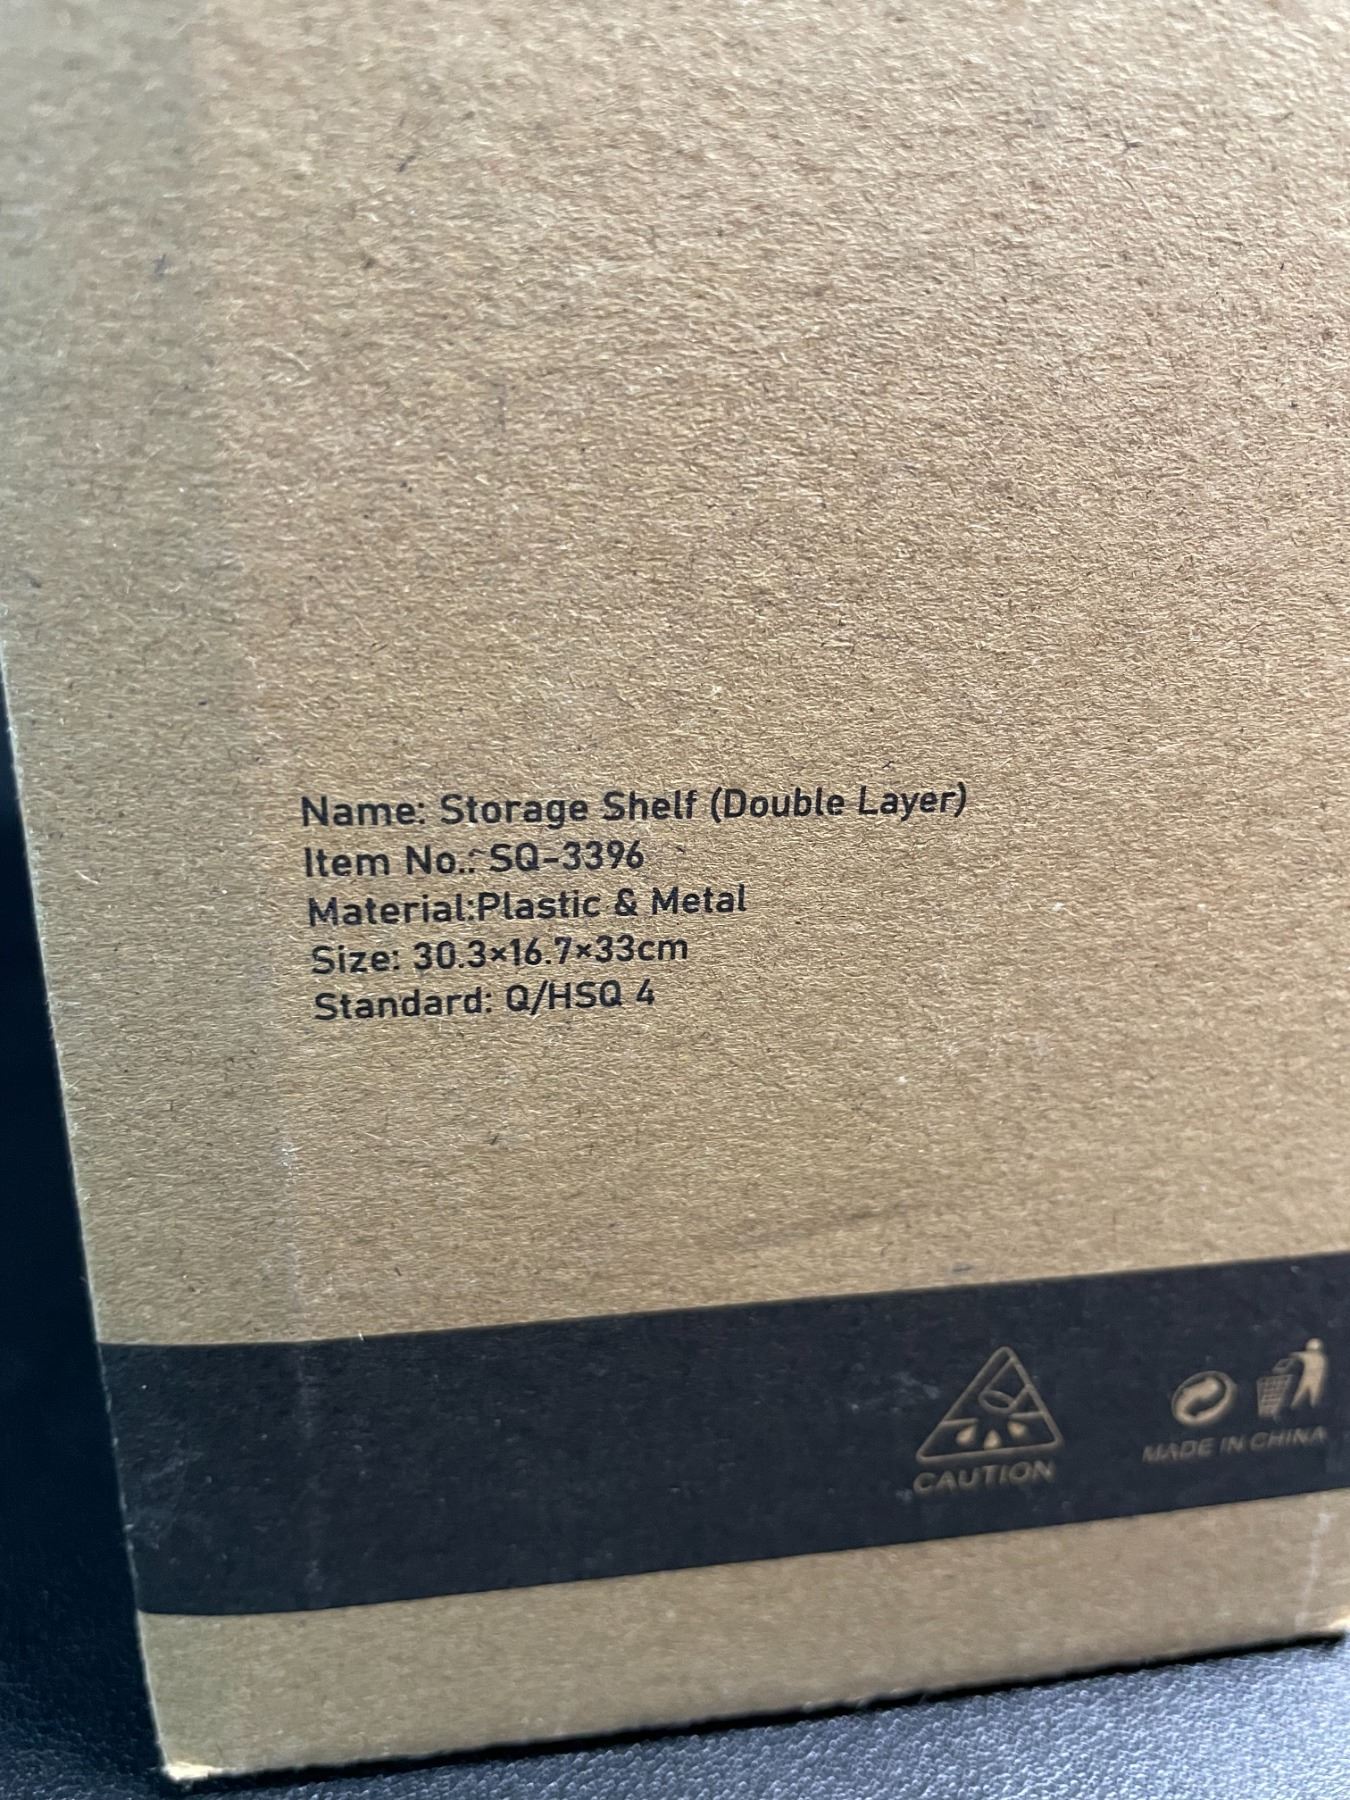 Name: Storage Shelf (Double Layer)
Item No.: SQ-3396
Material:Plastic & Metal
Size: 30.3×16.7×33cm
Standard: Q/HSQ 4
CAUTION
MADE IN CHINA